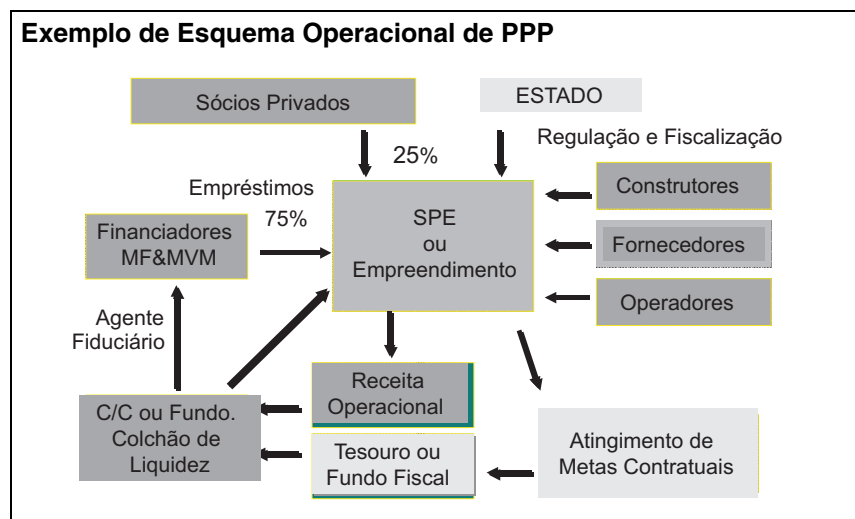 Exemplo de Esquema Operacional de PPP
Sócios Privados
ESTADO
25%
Regulação e Fiscalização
Empréstimos
75%
Financiadores
MF&MVM
SPE
ou
Empreendimento
Construtores
Fornecedores
Operadores
Agente
Fiduciário
C/C ou Fundo.
Colchão de
Liquidez
Receita
Operacional
Tesouro ou
Fundo Fiscal
Atingimento de
Metas Contratuais